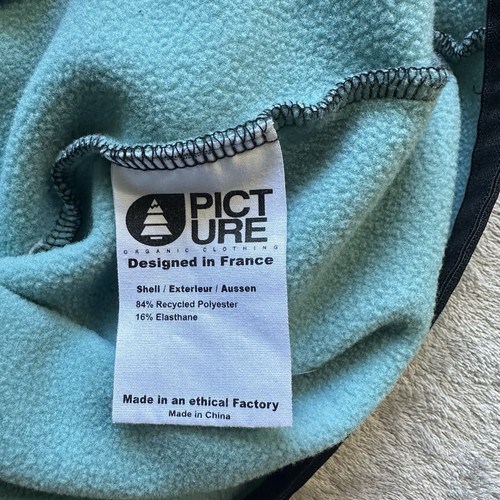 PICT
URE
ORGANIC CLOTHING
Designed in France
Shell / Exterieur / Aussen
84% Recycled Polyester
16% Elasthane
Made in an ethical Factory
Made in China